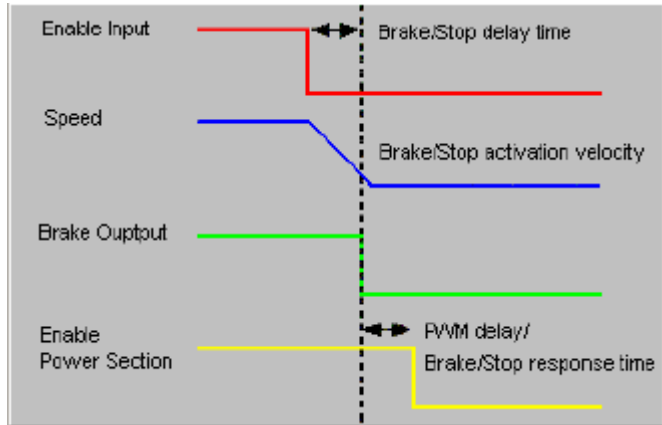 Enable Input
Brake/Stop delay time
Speed
Brake/Stop activation velocity
Brake Ouptput
Enable
Power Section
PWM delay/
Brake/Stop response time